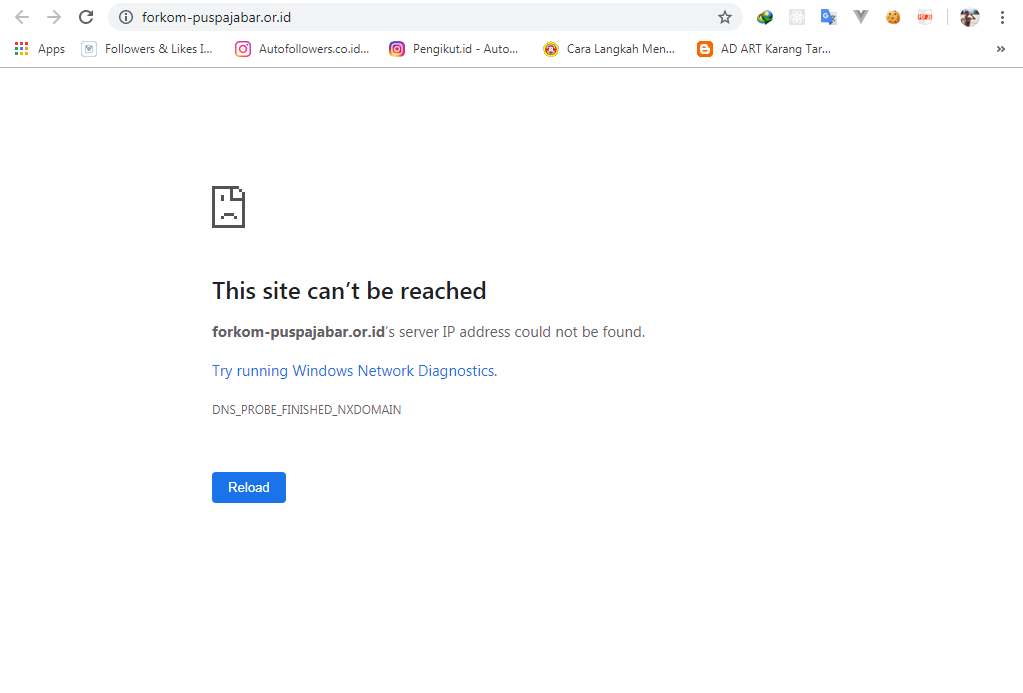 forkom-puspajabar.or.id
Apps Followers & Likes I... Autofollowers.co.id... Pengikut.id - Auto... Cara Langkah Men... AD ART Karang Tar... »
This site can't be reached
forkom-puspajabar.or.id's server IP address could not be found.
Try running Windows Network Diagnostics.
DNS_PROBE_FINISHED_NXDOMAIN
Reload